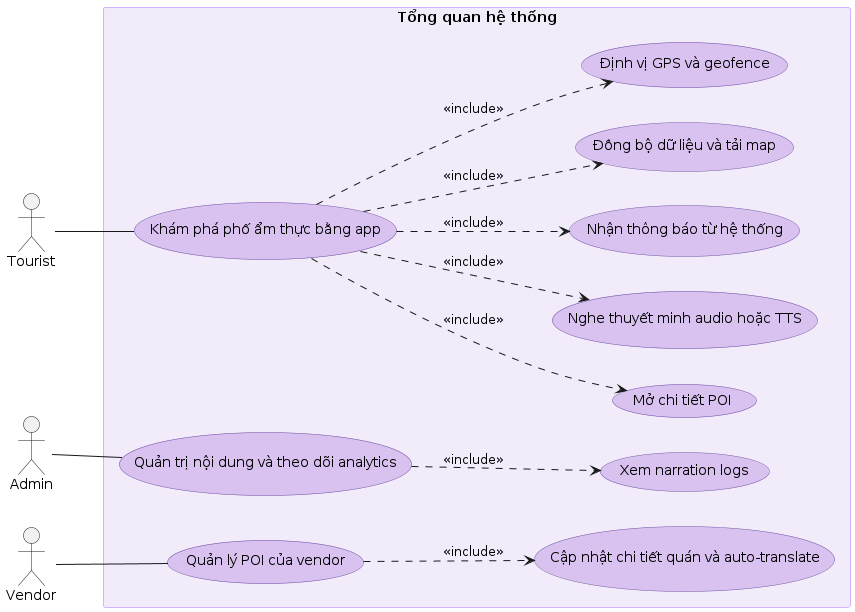 Tổng quan hệ thống
Định vị GPS và geofence
«include»
Đồng bộ dữ liệu và tải map
«include»
Nhận thông báo từ hệ thống
«include»
Khám phá phố ẩm thực bằng app
Tourist
«include»
Nghe thuyết minh audio hoặc TTS
«include»
Mở chi tiết POI
Quản trị nội dung và theo dõi analytics
Admin
«include»
Xem narration logs
Quản lý POI của vendor
Vendor
«include»
Cập nhật chi tiết quán và auto-translate